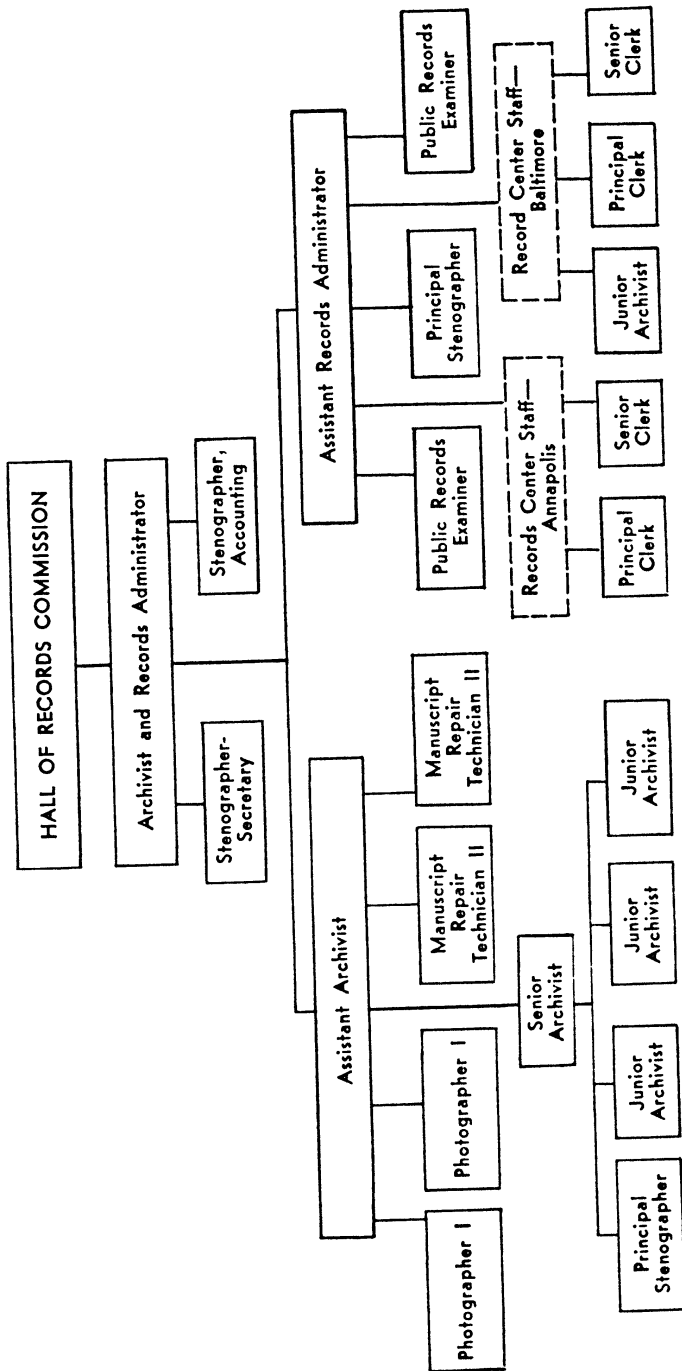 HALL OF RECORDS COMMISSION
Archivist and Records Administrator
Stenographer-
Secretary
Stenographer,
Accounting
Assistant Archivist
Photographer I
Photographer I
Manuscript
Repair
Technician II
Manuscript
Repair
Technician II
Senior
Archivist
Principal
Stenographer
Junior
Archivist
Junior
Archivist
Junior
Archivist
Assistant Records Administrator
Public Records
Examiner
Principal
Stenographer
Public Records
Examiner
Records Center Staff—
Annapolis
Principal
Clerk
Senior
Clerk
Record Center Staff—
Baltimore
Junior
Archivist
Principal
Clerk
Senior
Clerk